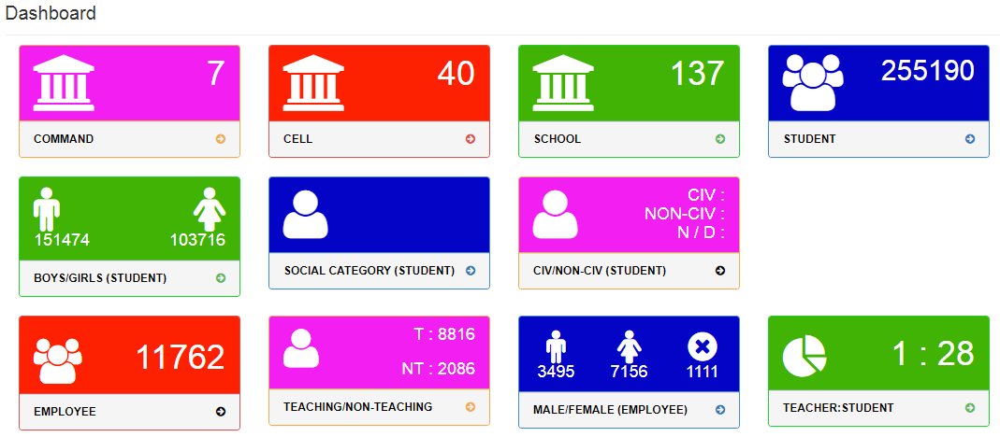 Dashboard
7
COMMAND
40
CELL
137
SCHOOL
255190
STUDENT
151474 103716
BOYS/GIRLS (STUDENT)
SOCIAL CATEGORY (STUDENT)
CIV :
NON-CIV :
N / D :
CIV/NON-CIV (STUDENT)
11762
EMPLOYEE
T : 8816
NT : 2086
TEACHING/NON-TEACHING
3495 7156 1111
MALE/FEMALE (EMPLOYEE)
1 : 28
TEACHER:STUDENT